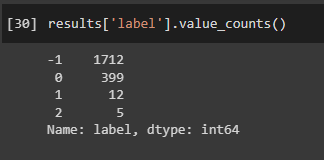 [30] results['label'].value_counts()
-1 1712
0 399
1 12
2 5
Name: label, dtype: int64